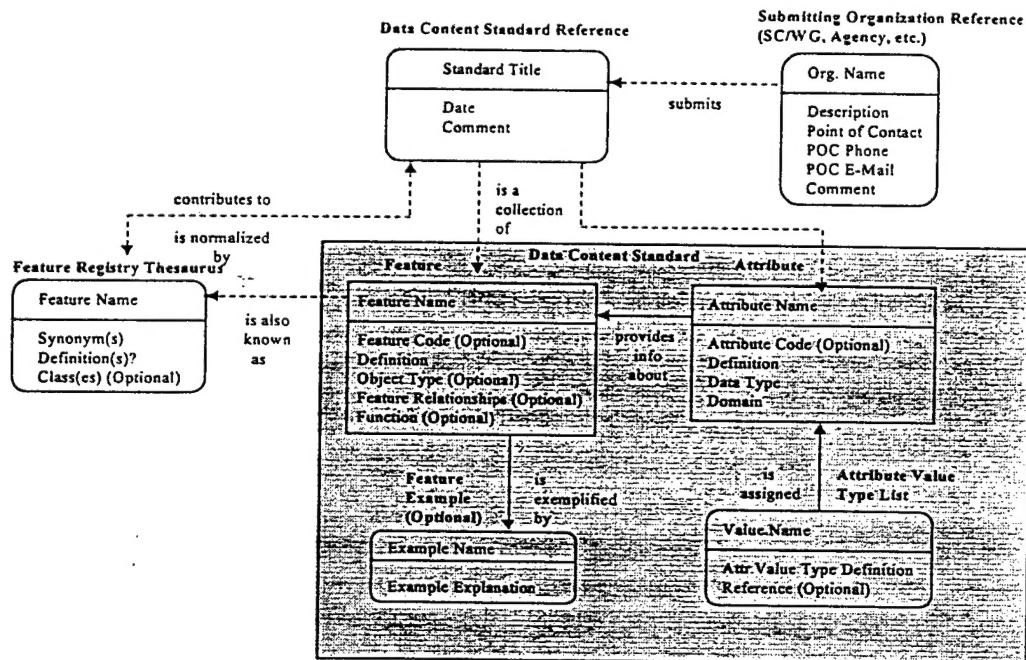 Data Content Standard Reference
Submitting Organization Reference
(SC/WG, Agency, etc.)
Standard Title
Date
Comment
submits
Org. Name
Description
Point of Contact
POC Phone
POC E-Mail
Comment
contributes to
is normalized
by
is a
collection
of
Feature Registry Thesaurus
Feature Name
Synonym(s)
Definition(s)?
Class(es) (Optional)
is also
known
as
Data Content Standard
Feature
Feature Name
Feature Code (Optional)
Definition
Object Type (Optional)
Feature Relationships (Optional)
Function (Optional)
provides
info
about
Attribute
Attribute Name
Attribute Code (Optional)
Definition
Data Type
Domain
Feature
Example
(Optional)
is
exemplified
by
Example Name
Example Explanation
is
assigned
Attribute Value
Type List
Value Name
Attr Value Type Definition
Reference (Optional)